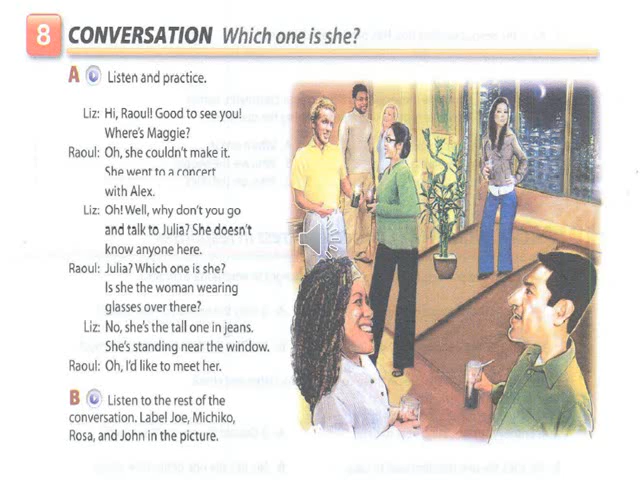 8 CONVERSATION Which one is she?
A Listen and practice.
Liz: Hi, Raoul! Good to see you!
Where's Maggie?
Raoul: Oh, she couldn't make it.
She went to a concert
with Alex.
Liz: Oh! Well, why don't you go
and talk to Julia? She doesn't
know anyone here.
Raoul: Julia? Which one is she?
Is she the woman wearing
glasses over there?
Liz: No, she's the tall one in jeans.
She's standing near the window.
Raoul: Oh, I'd like to meet her.
B Listen to the rest of the
conversation. Label Joe, Michiko,
Rosa, and John in the picture.